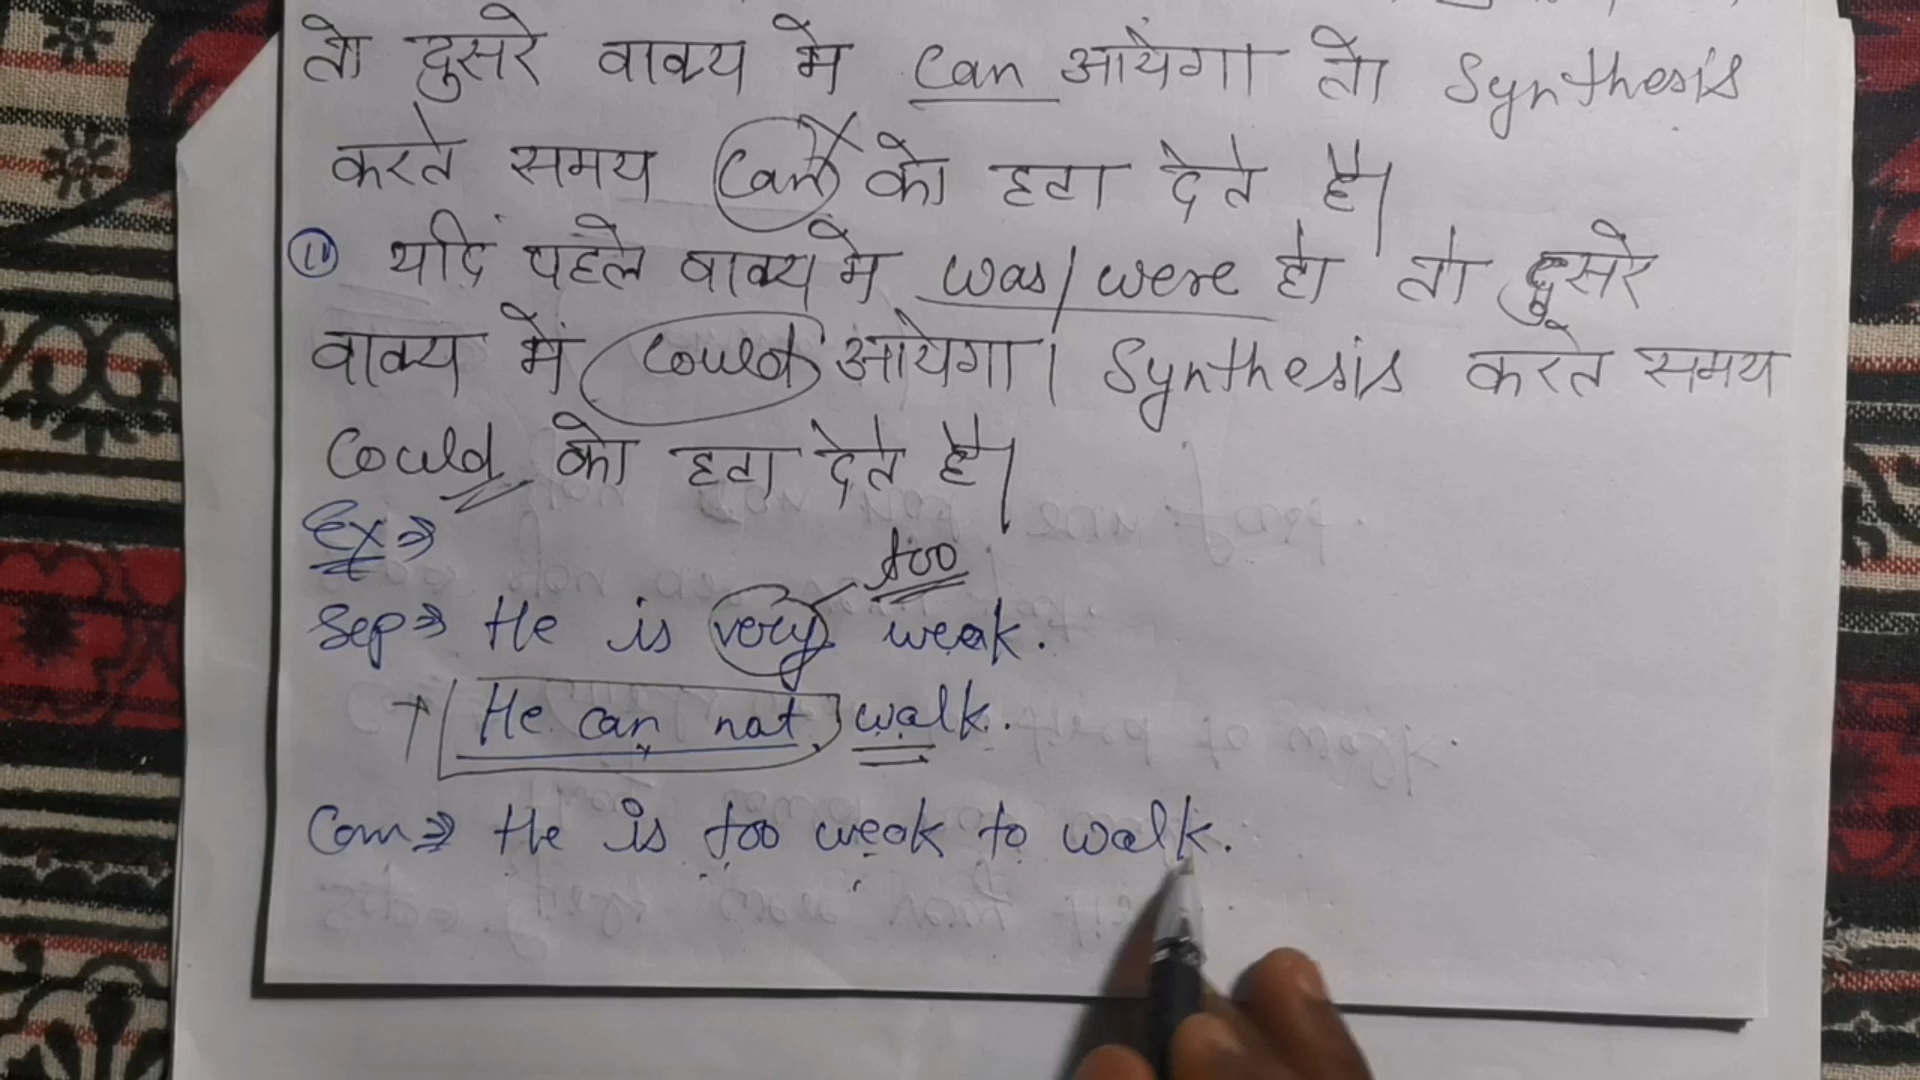 तो दुसरे वाक्य मे can आयेगा तो Synthesis
करते समय can को हटा देते है।
यदि पहले वाक्य मे was/were हो तो दुसरे
वाक्य में could आयेगा। Synthesis करते समय
Could को हटा देते है।
Ex⇒
too
Sep⇒ He is very weak.
He can not walk.
Com⇒ He is too weak to walk.